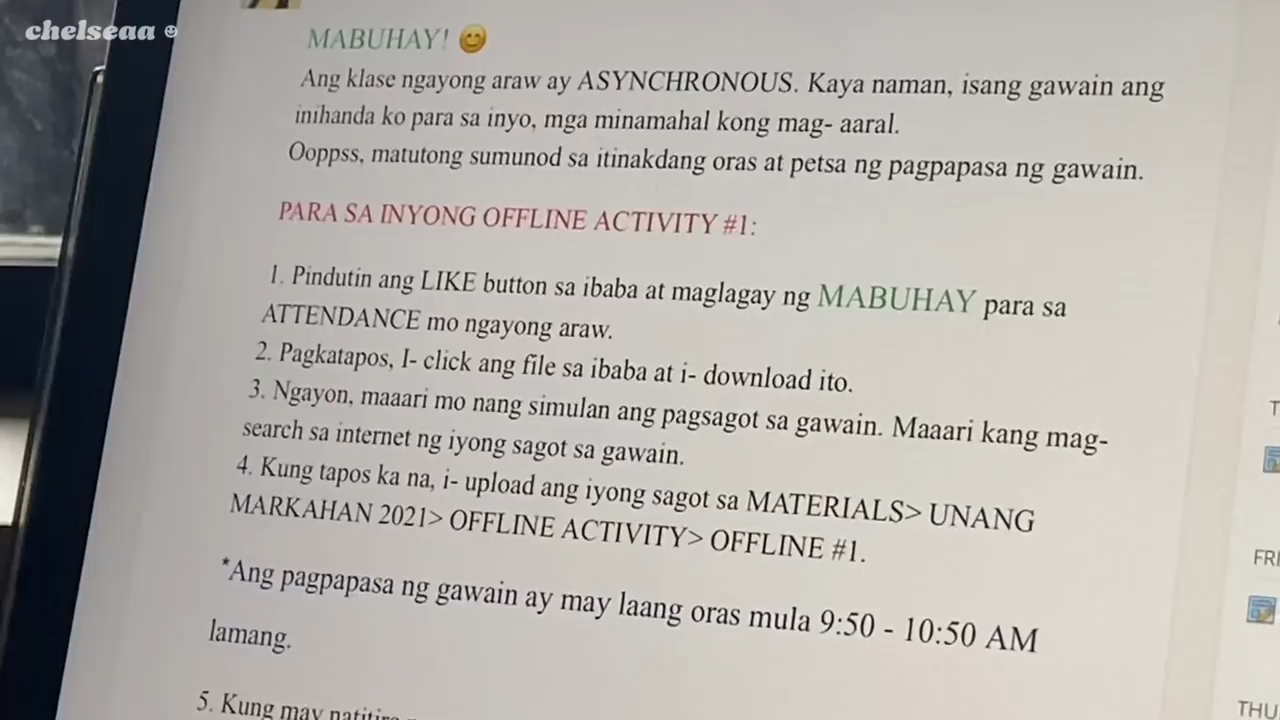 chelseaa
MABUHAY! 😊
Ang klase ngayong araw ay ASYNCHRONOUS. Kaya naman, isang gawain ang
inihanda ko para sa inyo, mga minamahal kong mag- aaral.
Ooppss, matutong sumunod sa itinakdang oras at petsa ng pagpapasa ng gawain.
PARA SA INYONG OFFLINE ACTIVITY #1:
1. Pindutin ang LIKE button sa ibaba at maglagay ng MABUHAY para sa
ATTENDANCE mo ngayong araw.
2. Pagkatapos, I- click ang file sa ibaba at i- download ito.
3. Ngayon, maaari mo nang simulan ang pagsagot sa gawain. Maaari kang mag-
search sa internet ng iyong sagot sa gawain.
4. Kung tapos ka na, i- upload ang iyong sagot sa MATERIALS> UNANG
MARKAHAN 2021> OFFLINE ACTIVITY> OFFLINE #1.
*Ang pagpapasa ng gawain ay may laang oras mula 9:50 - 10:50 AM
lamang.
5. Kung may natitira
T
FRI
THU